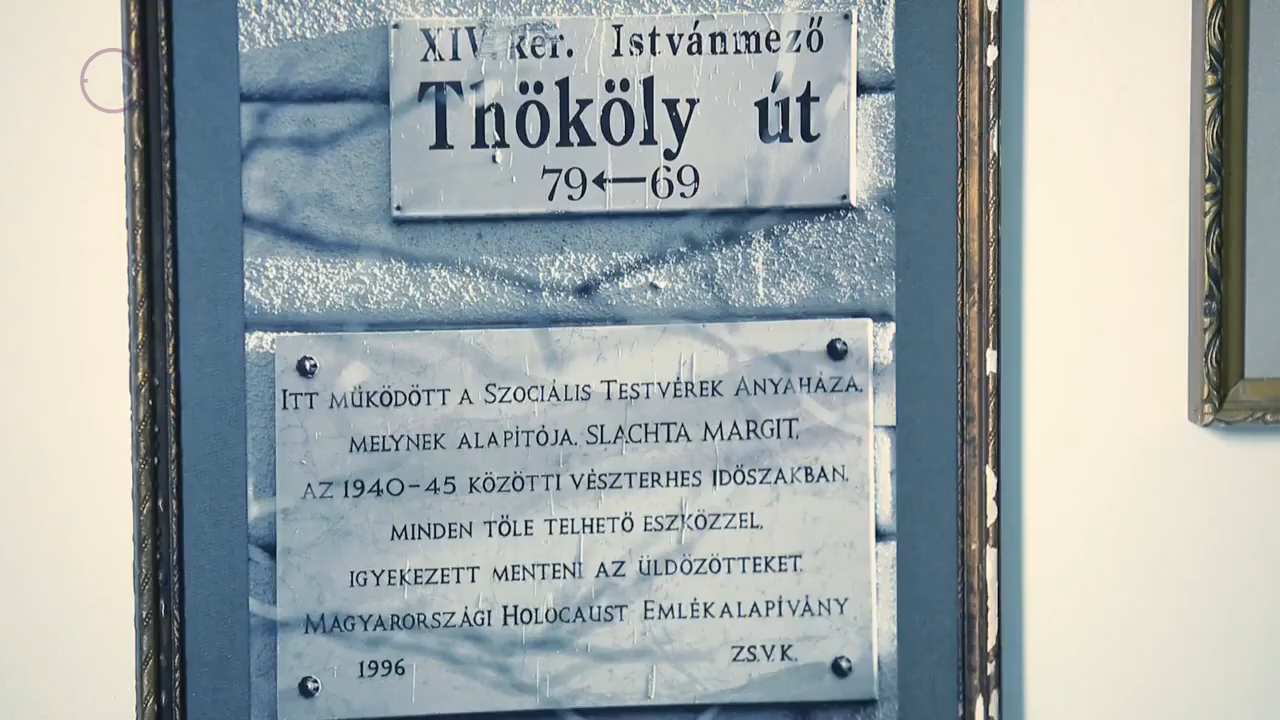 XIV. ker. Istvánmező
Thököly út
79←69
ITT MŰKÖDÖTT A SZOCIÁLIS TESTVÉREK ANYAHÁZA,
MELYNEK ALAPÍTÓJA, SLACHTA MARGIT,
AZ 1940-45 KÖZÖTTI VÉSZTERHES IDŐSZAKBAN,
MINDEN TŐLE TELHETŐ ESZKÖZZEL,
IGYEKEZETT MENTENI AZ ÜLDÖZÖTTEKET.
MAGYARORSZÁGI HOLOCAUST EMLÉKALAPÍVÁNY
1996 ZS.V.K.